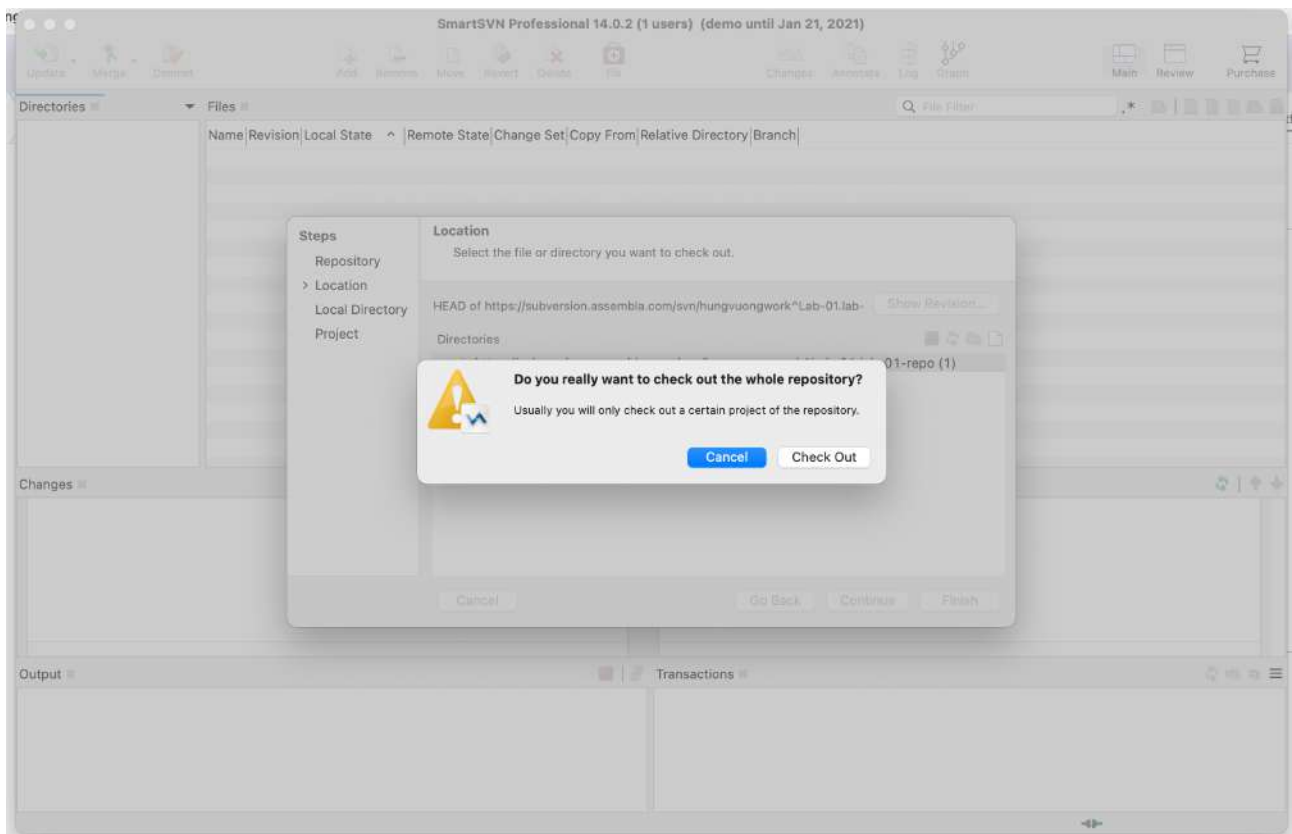 SmartSVN Professional 14.0.2 (1 users) (demo until Jan 21, 2021)
Update Merge Commit Add Remove Move Revert Delete Changes Annotate Log Graph Main Review Purchase
Directories Files File Filter
Name Revision Local State Remote State Change Set Copy From Relative Directory Branch
Steps
Repository
> Location
Local Directory
Project
Location
Select the file or directory you want to check out.
HEAD of https://subversion.assembla.com/svn/hungvuongwork^Lab-01.lab- Show Revision...
Directories
01-repo (1)
Do you really want to check out the whole repository?
Usually you will only check out a certain project of the repository.
Cancel Check Out
Cancel Go Back Continue Finish
Changes
Output Transactions